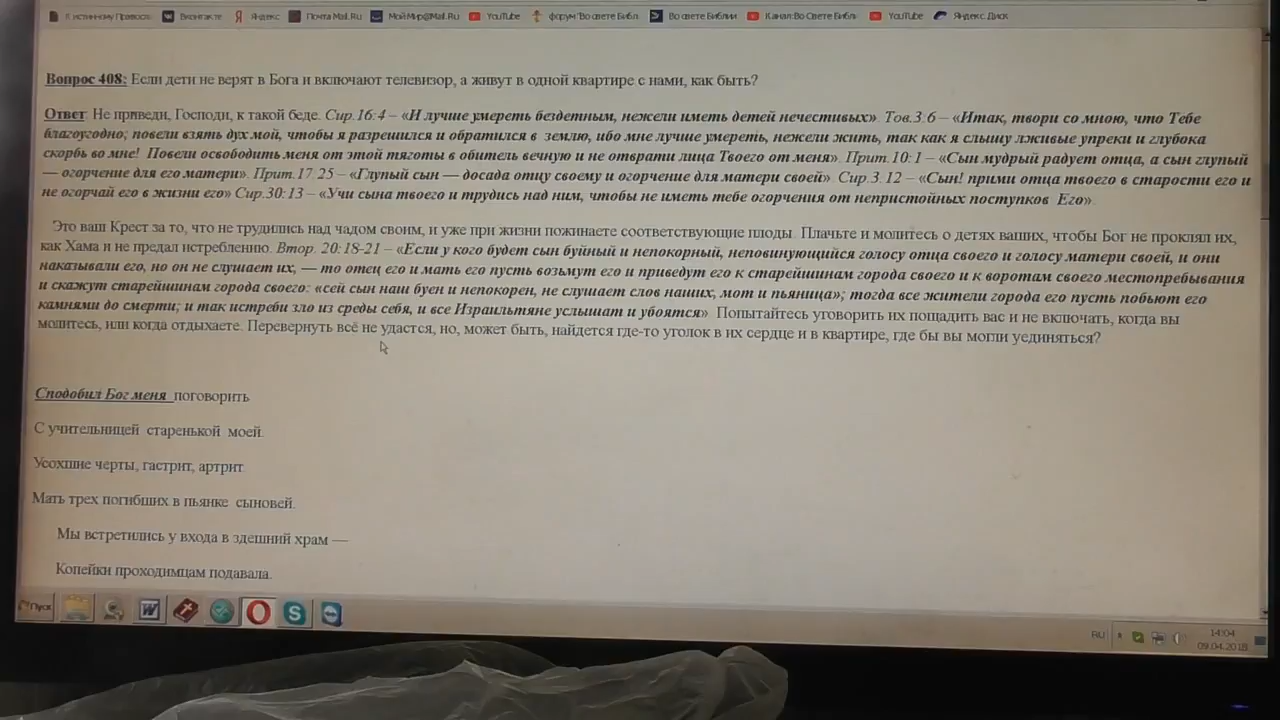 К истинному Правосл
Вконтакте
Яндекс
Почта Mail.Ru
МойМир@Mail.Ru
YouTube
форум "Во свете Библ
Во свете Библии
Канал: Во Свете Библ
YouTube
Яндекс.Диск
Вопрос 408: Если дети не верят в Бога и включают телевизор, а живут в одной квартире с нами, как быть?
Ответ: Не приведи, Господи, к такой беде. Сир.16:4 – «И лучше умереть бездетным, нежели иметь детей нечестивых». Тов.3:6 – «Итак, твори со мною, что Тебе
благоугодно; повели взять дух мой, чтобы я разрешился и обратился в землю, ибо мне лучше умереть, нежели жить, так как я слышу лживые упреки и глубока
скорбь во мне! Повели освободить меня от этой тяготы в обитель вечную и не отврати лица Твоего от меня». Прит.10:1 – «Сын мудрый радует отца, а сын глупый
— огорчение для его матери». Прит.17:25 – «Глупый сын — досада отцу своему и огорчение для матери своей». Сир.3:12 – «Сын! прими отца твоего в старости его и
не огорчай его в жизни его» Сир.30:13 – «Учи сына твоего и трудись над ним, чтобы не иметь тебе огорчения от непристойных поступков Его».
Это ваш Крест за то, что не трудились над чадом своим, и уже при жизни пожинаете соответствующие плоды. Плачьте и молитесь о детях ваших, чтобы Бог не проклял их,
как Хама и не предал истреблению. Втор. 20:18-21 – «Если у кого будет сын буйный и непокорный, неповинующийся голосу отца своего и голосу матери своей, и они
наказывали его, но он не слушает их, — то отец его и мать его пусть возьмут его и приведут его к старейшинам города своего и к воротам своего местопребывания
и скажут старейшинам города своего: «сей сын наш буен и непокорен, не слушает слов наших, мот и пьяница»; тогда все жители города его пусть побьют его
камнями до смерти; и так истреби зло из среды себя, и все Израильтяне услышат и убоятся». Попытайтесь уговорить их пощадить вас и не включать, когда вы
молитесь, или когда отдыхаете. Перевернуть всё не удастся, но, может быть, найдется где-то уголок в их сердце и в квартире, где бы вы могли уединяться?
Сподобил Бог меня поговорить
С учительницей старенькой моей.
Усохшие черты, гастрит, артрит
Мать трех погибших в пьянке сыновей.
Мы встретились у входа в здешний храм —
Копейки проходимцам подавала.
Пуск
RU
14:04
09.04.2018